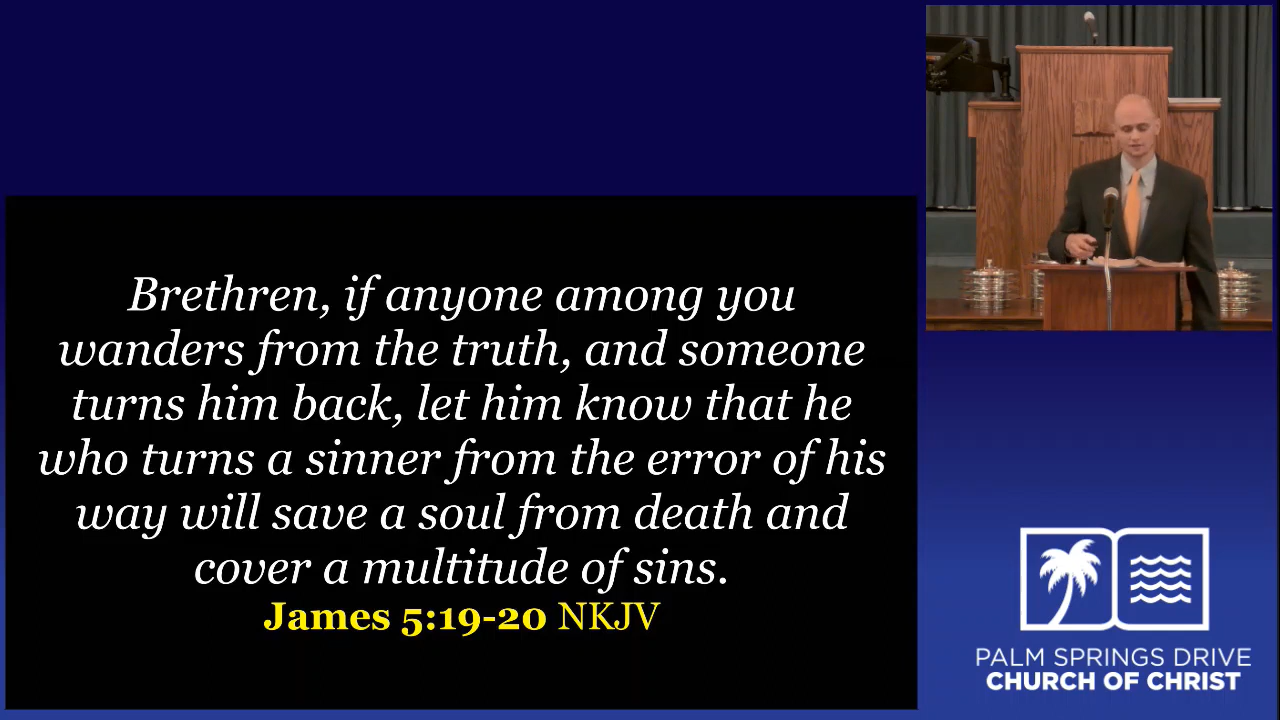 Brethren, if anyone among you
wanders from the truth, and someone
turns him back, let him know that he
who turns a sinner from the error of his
way will save a soul from death and
cover a multitude of sins.
James 5:19-20 NKJV
PALM SPRINGS DRIVE
CHURCH OF CHRIST